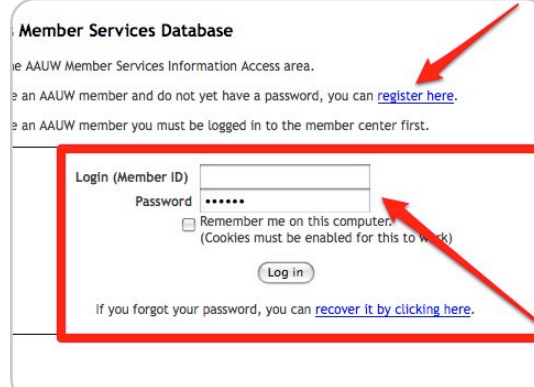 Member Services Database
AAUW Member Services Information Access area.
an AAUW member and do not yet have a password, you can register here.
an AAUW member you must be logged in to the member center first.
Login (Member ID)
Password ••••••
Remember me on this computer.
(Cookies must be enabled for this to work)
Log in
If you forgot your password, you can recover it by clicking here.